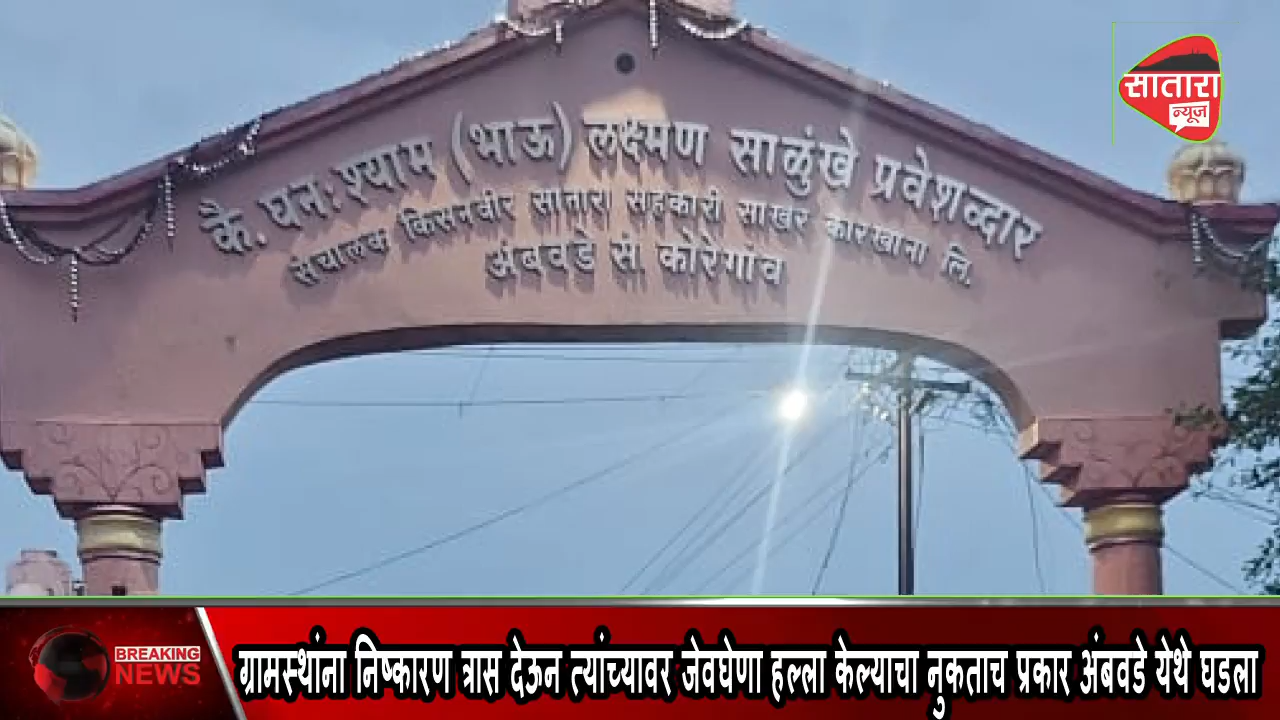 सातारा
न्यूज
कै. घनःश्याम (भाऊ) लक्ष्मण साळुंखे प्रवेशव्दार
संचालक किसनवीर सातारा सहकारी साखर कारखाना लि.
अंबवडे सं. कोरेगांव
BREAKING
NEWS
ग्रामस्थांना निष्कारण त्रास देऊन त्यांच्यावर जेवघेणा हल्ला केल्याचा नुकताच प्रकार अंबवडे येथे घडला